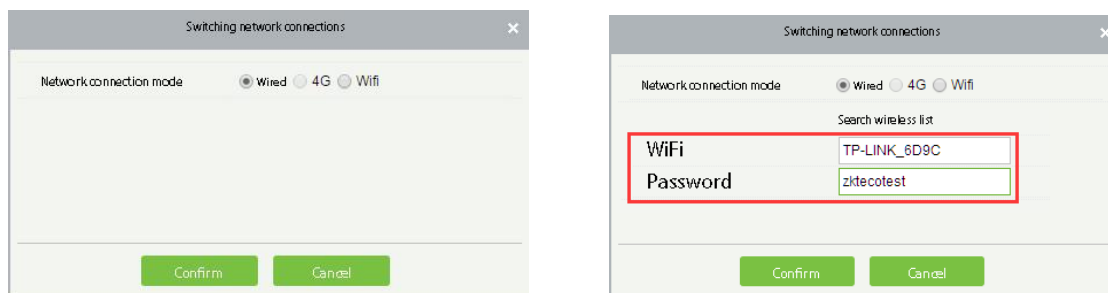 Switching network connections
×
Network connection mode Wired 4G Wifi
Confirm Cancel
Switching network connections
×
Network connection mode Wired 4G Wifi
Search wireless list
WiFi TP-LINK_6D9C
Password zktecotest
Confirm Cancel